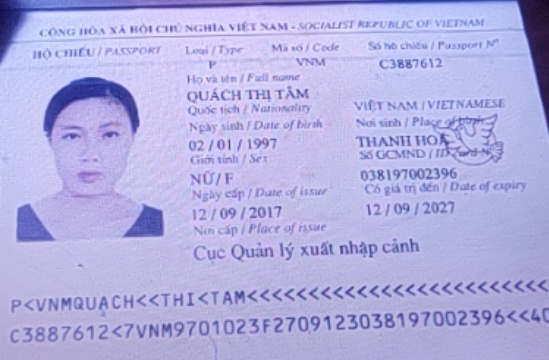 CỘNG HÒA XÃ HỘI CHỦ NGHĨA VIỆT NAM - SOCIALIST REPUBLIC OF VIETNAM
HỘ CHIẾU / PASSPORT Loại / Type Mã số / Code Số hộ chiếu / Passport Nº
P VNM C3887612
Họ và tên / Full name
QUÁCH THỊ TÂM
Quốc tịch / Nationality VIỆT NAM / VIETNAMESE
Ngày sinh / Date of birth Nơi sinh / Place of birth
02 / 01 / 1997 THANH HOÁ
Giới tính / Sex Số GCMND / ID
NỮ / F 038197002396
Ngày cấp / Date of issue Có giá trị đến / Date of expiry
12 / 09 / 2017 12 / 09 / 2027
Nơi cấp / Place of issue
Cục Quản lý xuất nhập cảnh
P<VNMQUACH<<THI<TAM<<<<<<<<<<<<<<<<<<<<<<<<<
C3887612<7VNM9701023F2709123038197002396<<40